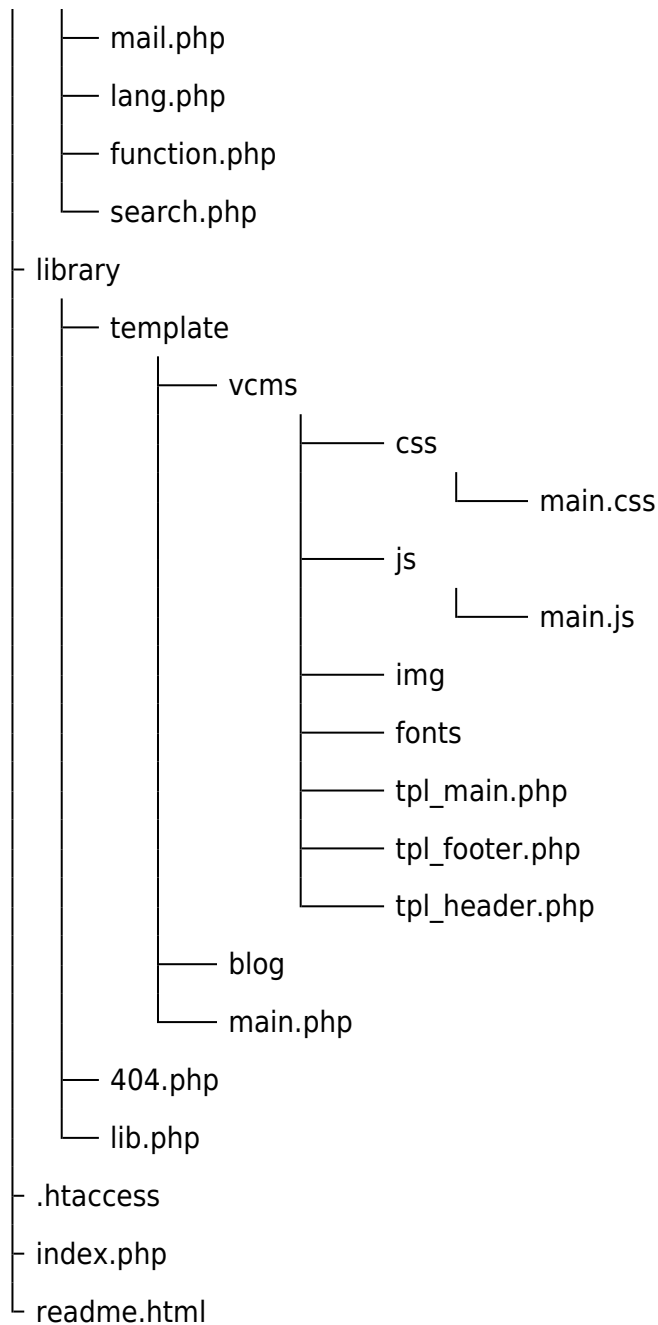 mail.php
lang.php
function.php
search.php
library
template
vcms
css
main.css
js
main.js
img
fonts
tpl_main.php
tpl_footer.php
tpl_header.php
blog
main.php
404.php
lib.php
.htaccess
index.php
readme.html